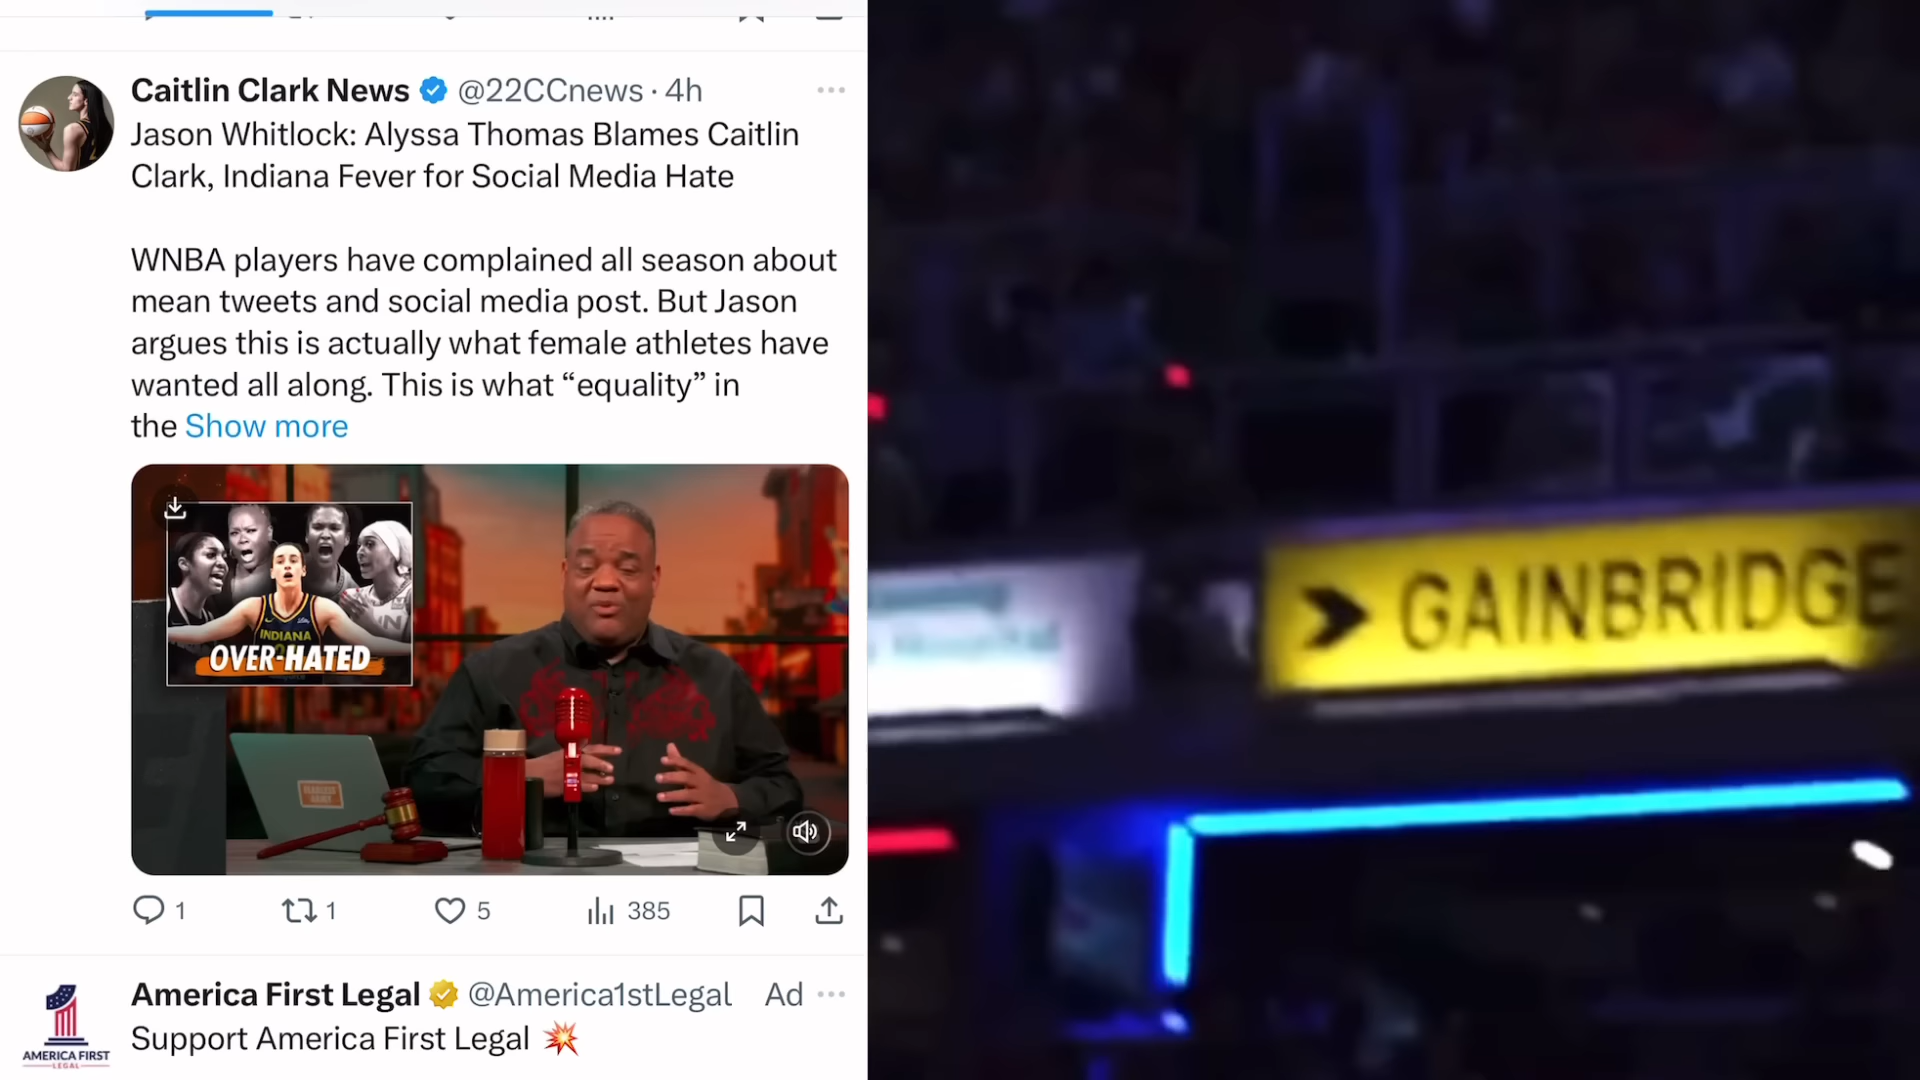 Caitlin Clark News @22CCnews · 4h
Jason Whitlock: Alyssa Thomas Blames Caitlin
Clark, Indiana Fever for Social Media Hate
WNBA players have complained all season about
mean tweets and social media post. But Jason
argues this is actually what female athletes have
wanted all along. This is what “equality” in
the Show more
INDIANA
OVER-HATED
1 1 5 385
America First Legal @America1stLegal Ad
Support America First Legal 💥
AMERICA FIRST
LEGAL
GAINBRIDGE